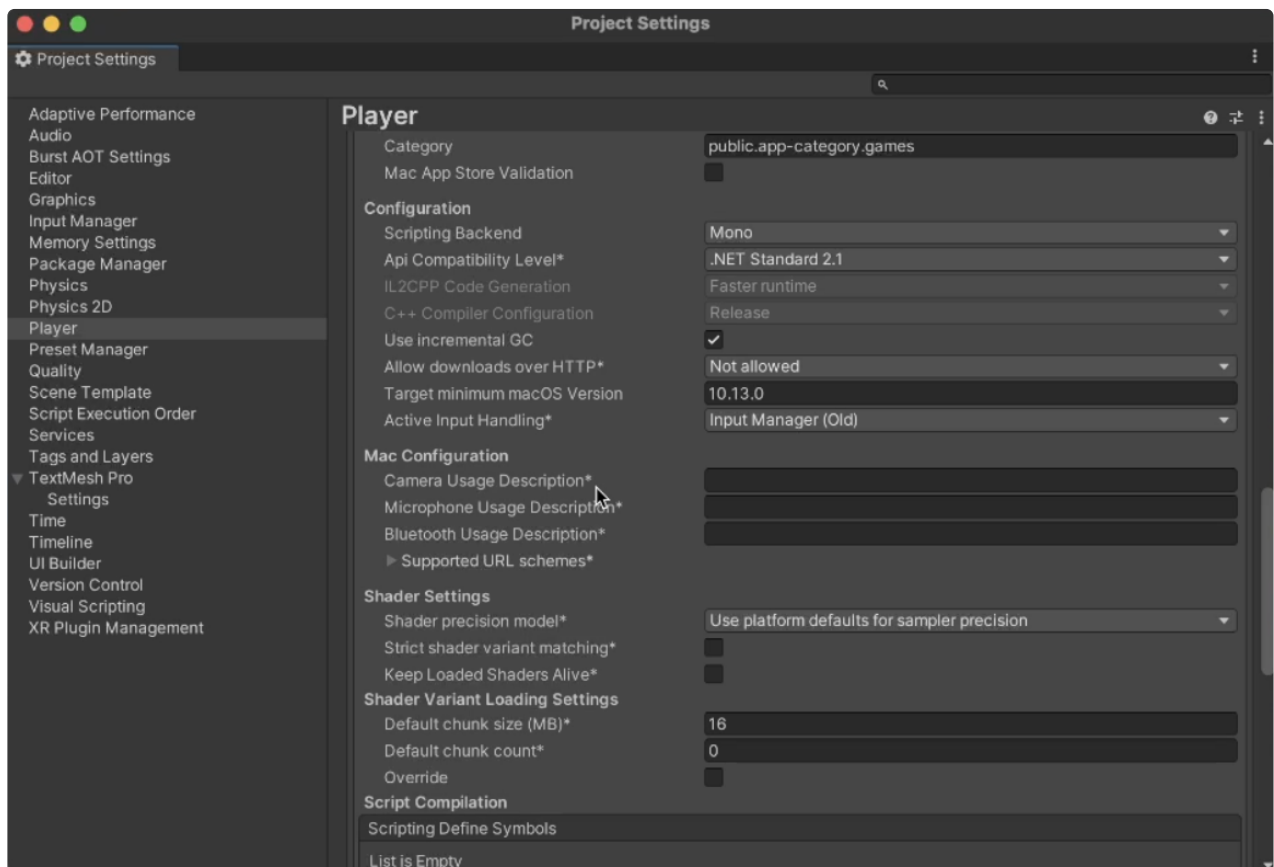 Project Settings
Project Settings
Adaptive Performance
Audio
Burst AOT Settings
Editor
Graphics
Input Manager
Memory Settings
Package Manager
Physics
Physics 2D
Player
Preset Manager
Quality
Scene Template
Script Execution Order
Services
Tags and Layers
TextMesh Pro
Settings
Time
Timeline
UI Builder
Version Control
Visual Scripting
XR Plugin Management
Player
Category public.app-category.games
Mac App Store Validation
Configuration
Scripting Backend Mono
Api Compatibility Level* .NET Standard 2.1
IL2CPP Code Generation Faster runtime
C++ Compiler Configuration Release
Use incremental GC
Allow downloads over HTTP* Not allowed
Target minimum macOS Version 10.13.0
Active Input Handling* Input Manager (Old)
Mac Configuration
Camera Usage Description*
Microphone Usage Description*
Bluetooth Usage Description*
Supported URL schemes*
Shader Settings
Shader precision model* Use platform defaults for sampler precision
Strict shader variant matching*
Keep Loaded Shaders Alive*
Shader Variant Loading Settings
Default chunk size (MB)* 16
Default chunk count* 0
Override
Script Compilation
Scripting Define Symbols
List is Empty